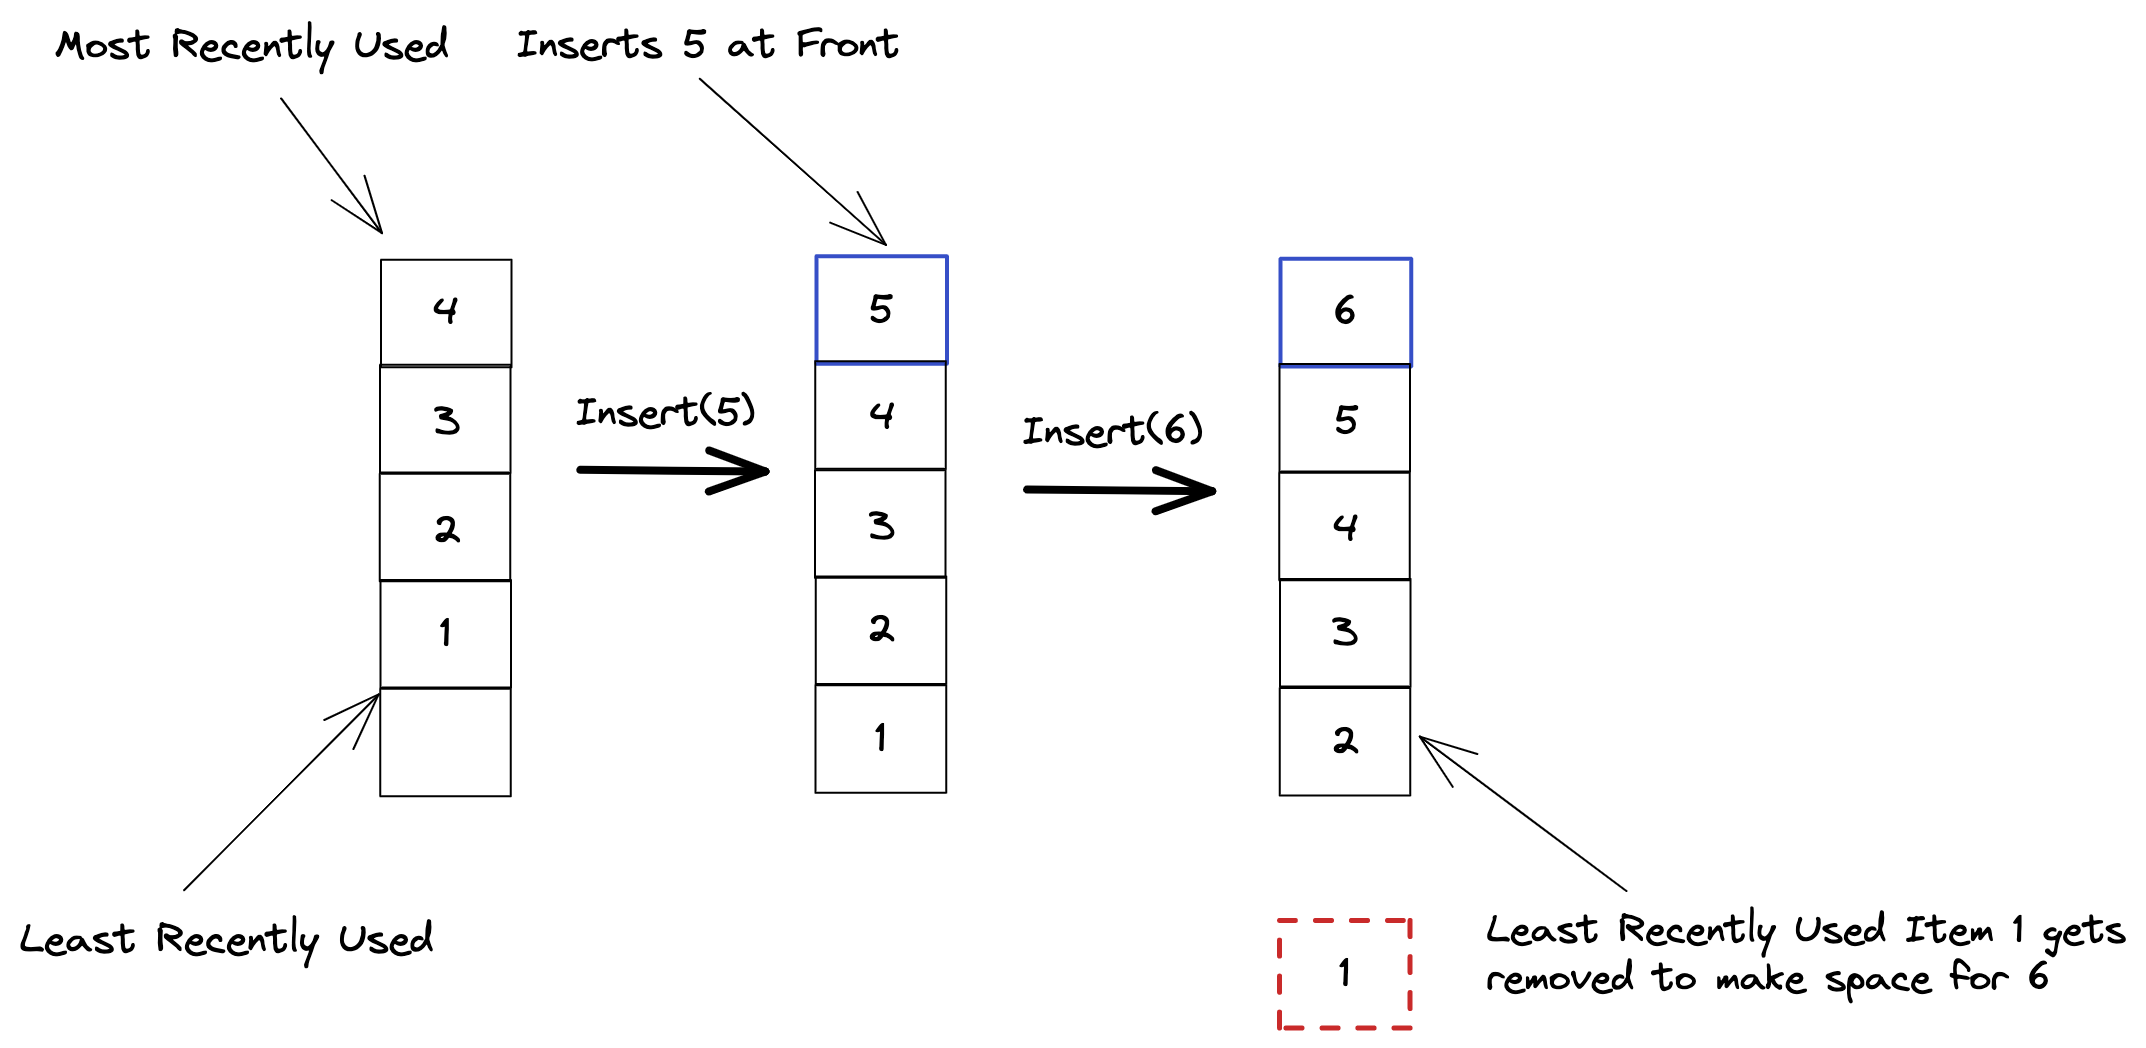 Most Recently Used
Inserts 5 at Front
4
3
2
1
Insert(5)
5
4
3
2
1
Insert(6)
6
5
4
3
2
Least Recently Used
1
Least Recently Used Item 1 gets
removed to make space for 6